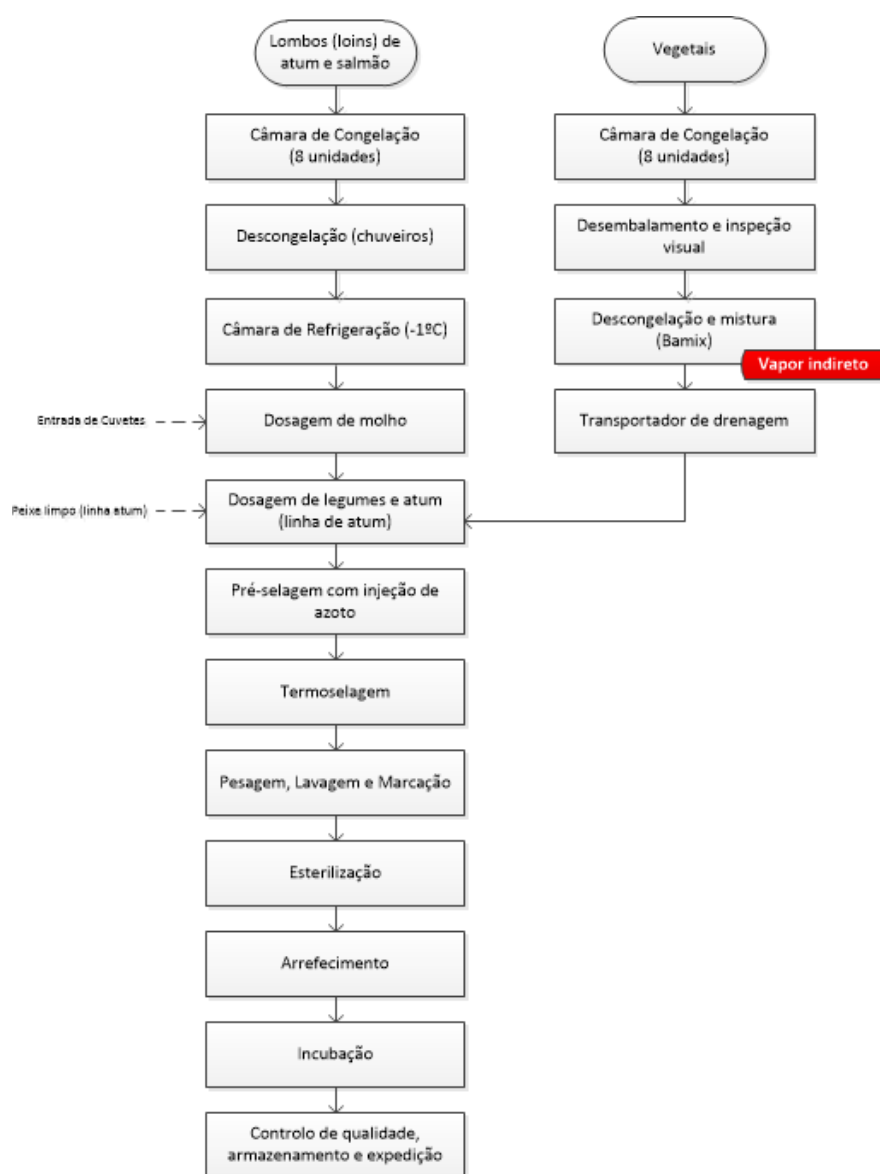 Lombos (loins) de
atum e salmão
Vegetais
Câmara de Congelação
(8 unidades)
Câmara de Congelação
(8 unidades)
Descongelação (chuveiros)
Desembalamento e inspeção
visual
Câmara de Refrigeração (-1ºC)
Descongelação e mistura
(Bamix)
Vapor indireto
Entrada de Cuvetes
Dosagem de molho
Transportador de drenagem
Peixe limpo (linha atum)
Dosagem de legumes e atum
(linha de atum)
Pré-selagem com injeção de
azoto
Termoselagem
Pesagem, Lavagem e Marcação
Esterilização
Arrefecimento
Incubação
Controlo de qualidade,
armazenamento e expedição